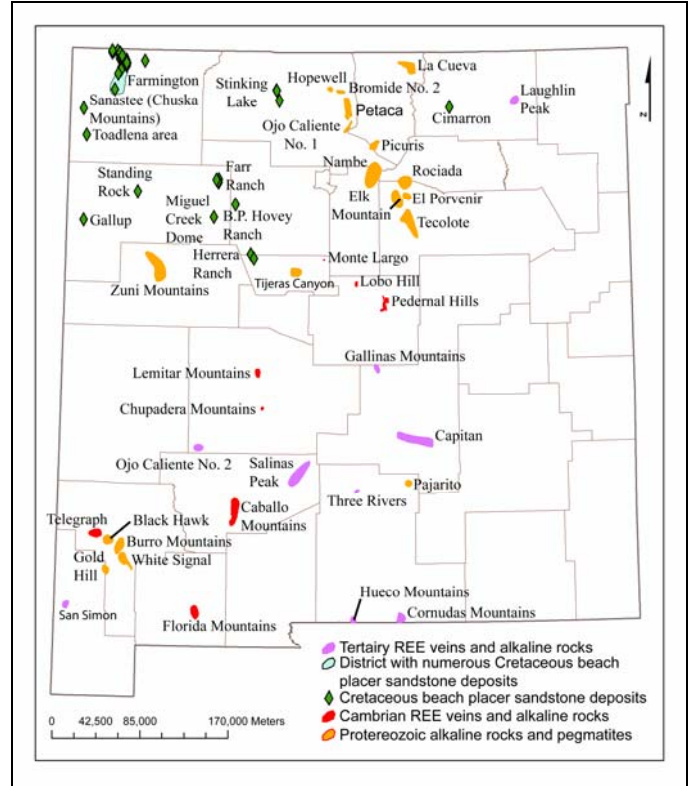 La Cueva
Hopewell
Bromide No. 2
Farmington
Stinking
Lake
Laughlin
Peak
Sanastee (Chuska
Mountains)
Petaca
Cimarron
Toadlena area
Ojo Caliente
No. 1
Picuris
Nambe
Rociada
Standing
Rock
Farr
Ranch
Elk
Mountain
El Porvenir
Miguel
Creek
Dome
Gallup
B.P. Hovey
Ranch
Tecolote
Herrera
Ranch
Monte Largo
Tijeras Canyon
Lobo Hill
Zuni Mountains
Pedernal Hills
Gallinas Mountains
Lemitar Mountains
Chupadera Mountains
Capitan
Ojo Caliente No. 2
Salinas
Peak
Pajarito
Three Rivers
Caballo
Mountains
Telegraph
Black Hawk
Burro Mountains
Gold
Hill
White Signal
San Simon
Florida Mountains
Hueco Mountains
Cornudas Mountains
Tertairy REE veins and alkaline rocks
District with numerous Cretaceous beach
placer sandstone deposits
Cretaceous beach placer sandstone deposits
Cambrian REE veins and alkaline rocks
Protereozoic alkaline rocks and pegmatites
0 42,500 85,000 170,000 Meters
z